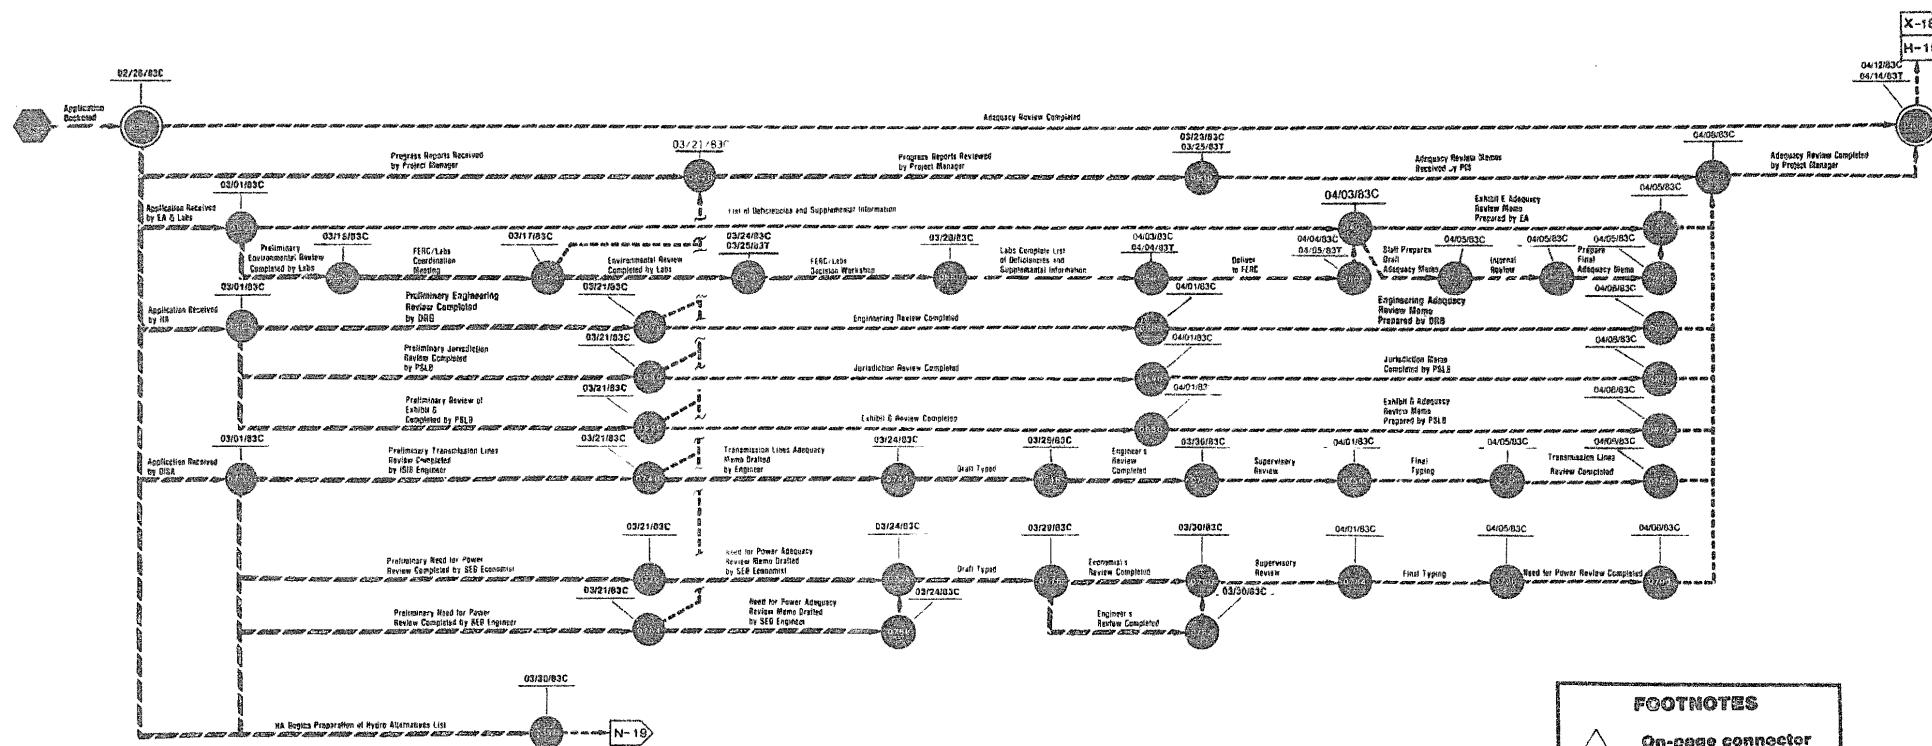 X-18
H-1
04/12/83C
04/14/83T
02/28/83C
Application
Docketed
Adequacy Review Completed
Progress Reports Received
by Project Manager
03/21/83C
Progress Reports Reviewed
by Project Manager
03/23/83C
03/25/83T
Adequacy Review Memos
Received by PM
04/08/83C
Adequacy Review Completed
by Project Manager
Application Received
by EA & Labs
03/01/83C
List of Deficiencies and Supplemental Information
04/03/83C
Exhibit E Adequacy
Review Memo
Prepared by EA
04/05/83C
Preliminary
Environmental Review
Completed by Labs
03/15/83C
FERC/Labs
Coordination
Meeting
03/17/83C
Environmental Review
Completed by Labs
03/24/83C
03/25/83T
FERC/Labs
Decision Workshop
03/28/83C
Labs Complete List
of Deficiencies and
Supplemental Information
04/03/83C
04/04/83T
Deliver
to FERC
04/04/83C
04/05/83T
Staff Prepares
Draft
Adequacy Memo
04/05/83C
Internal
Review
04/05/83C
Prepare
Final
Adequacy Memo
04/05/83C
Application Received
by HA
03/01/83C
Preliminary Engineering
Review Completed
by DRB
03/21/83C
Engineering Review Completed
04/01/83C
Engineering Adequacy
Review Memo
Prepared by DRB
04/08/83C
Preliminary Jurisdiction
Review Completed
by PSLB
03/21/83C
Jurisdiction Review Completed
04/01/83C
Jurisdiction Memo
Completed by PSLB
04/08/83C
Preliminary Review of
Exhibit G
Completed by PSLB
03/21/83C
Exhibit G Review Completed
04/01/83C
Exhibit G Adequacy
Review Memo
Prepared by PSLB
04/08/83C
Application Received
by DISA
03/01/83C
Preliminary Transmission Lines
Review Completed
by ISIB Engineer
03/21/83C
Transmission Lines Adequacy
Memo Drafted
by Engineer
03/24/83C
Draft Typed
03/29/83C
Engineer's
Review
Completed
03/30/83C
Supervisory
Review
04/01/83C
Final
Typing
04/05/83C
Transmission Lines
Review Completed
04/08/83C
Preliminary Need for Power
Review Completed by SEB Economist
03/21/83C
Need for Power Adequacy
Review Memo Drafted
by SEB Economist
03/24/83C
Draft Typed
03/29/83C
Economist's
Review Completed
03/30/83C
Supervisory
Review
04/01/83C
Final Typing
04/05/83C
Need for Power Review Completed
04/08/83C
Preliminary Need for Power
Review Completed by SEB Engineer
03/21/83C
Need for Power Adequacy
Review Memo Drafted
by SEB Engineer
03/24/83C
Engineer's
Review Completed
03/30/83C
HA Begins Preparation of Hydro Alternatives List
03/30/83C
N-19
FOOTNOTES
On-page connector